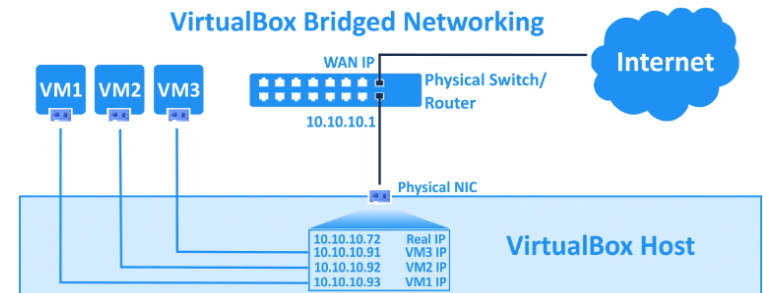 VirtualBox Bridged Networking
WAN IP
Internet
VM1 VM2 VM3
Physical Switch/
Router
10.10.10.1
Physical NIC
10.10.10.72 Real IP
10.10.10.91 VM3 IP
10.10.10.92 VM2 IP
10.10.10.93 VM1 IP
VirtualBox Host